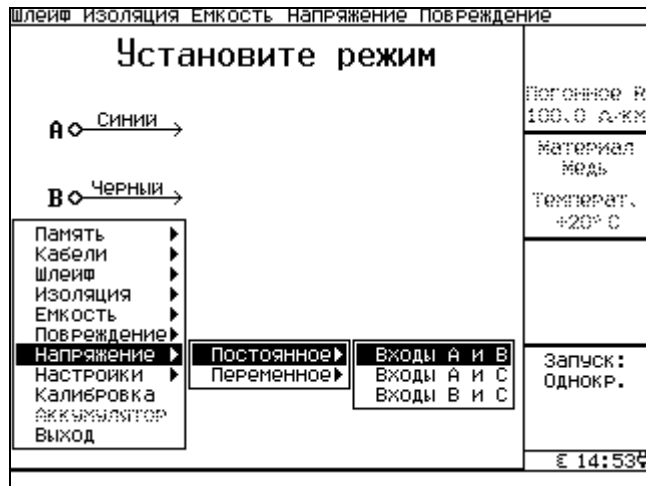 Шлейф Изоляция Емкость Напряжение Повреждение
Установите режим
A Синий
B Черный
Память
Кабели
Шлейф
Изоляция
Емкость
Повреждение
Напряжение
Настройки
Калибровка
Аккумулятор
Выход
Постоянное
Переменное
Входы A и B
Входы A и C
Входы B и C
Погонное R
100.0 Ω/км
Материал
Медь
Температ.
+20° C
Запуск:
Однокр.
14:53